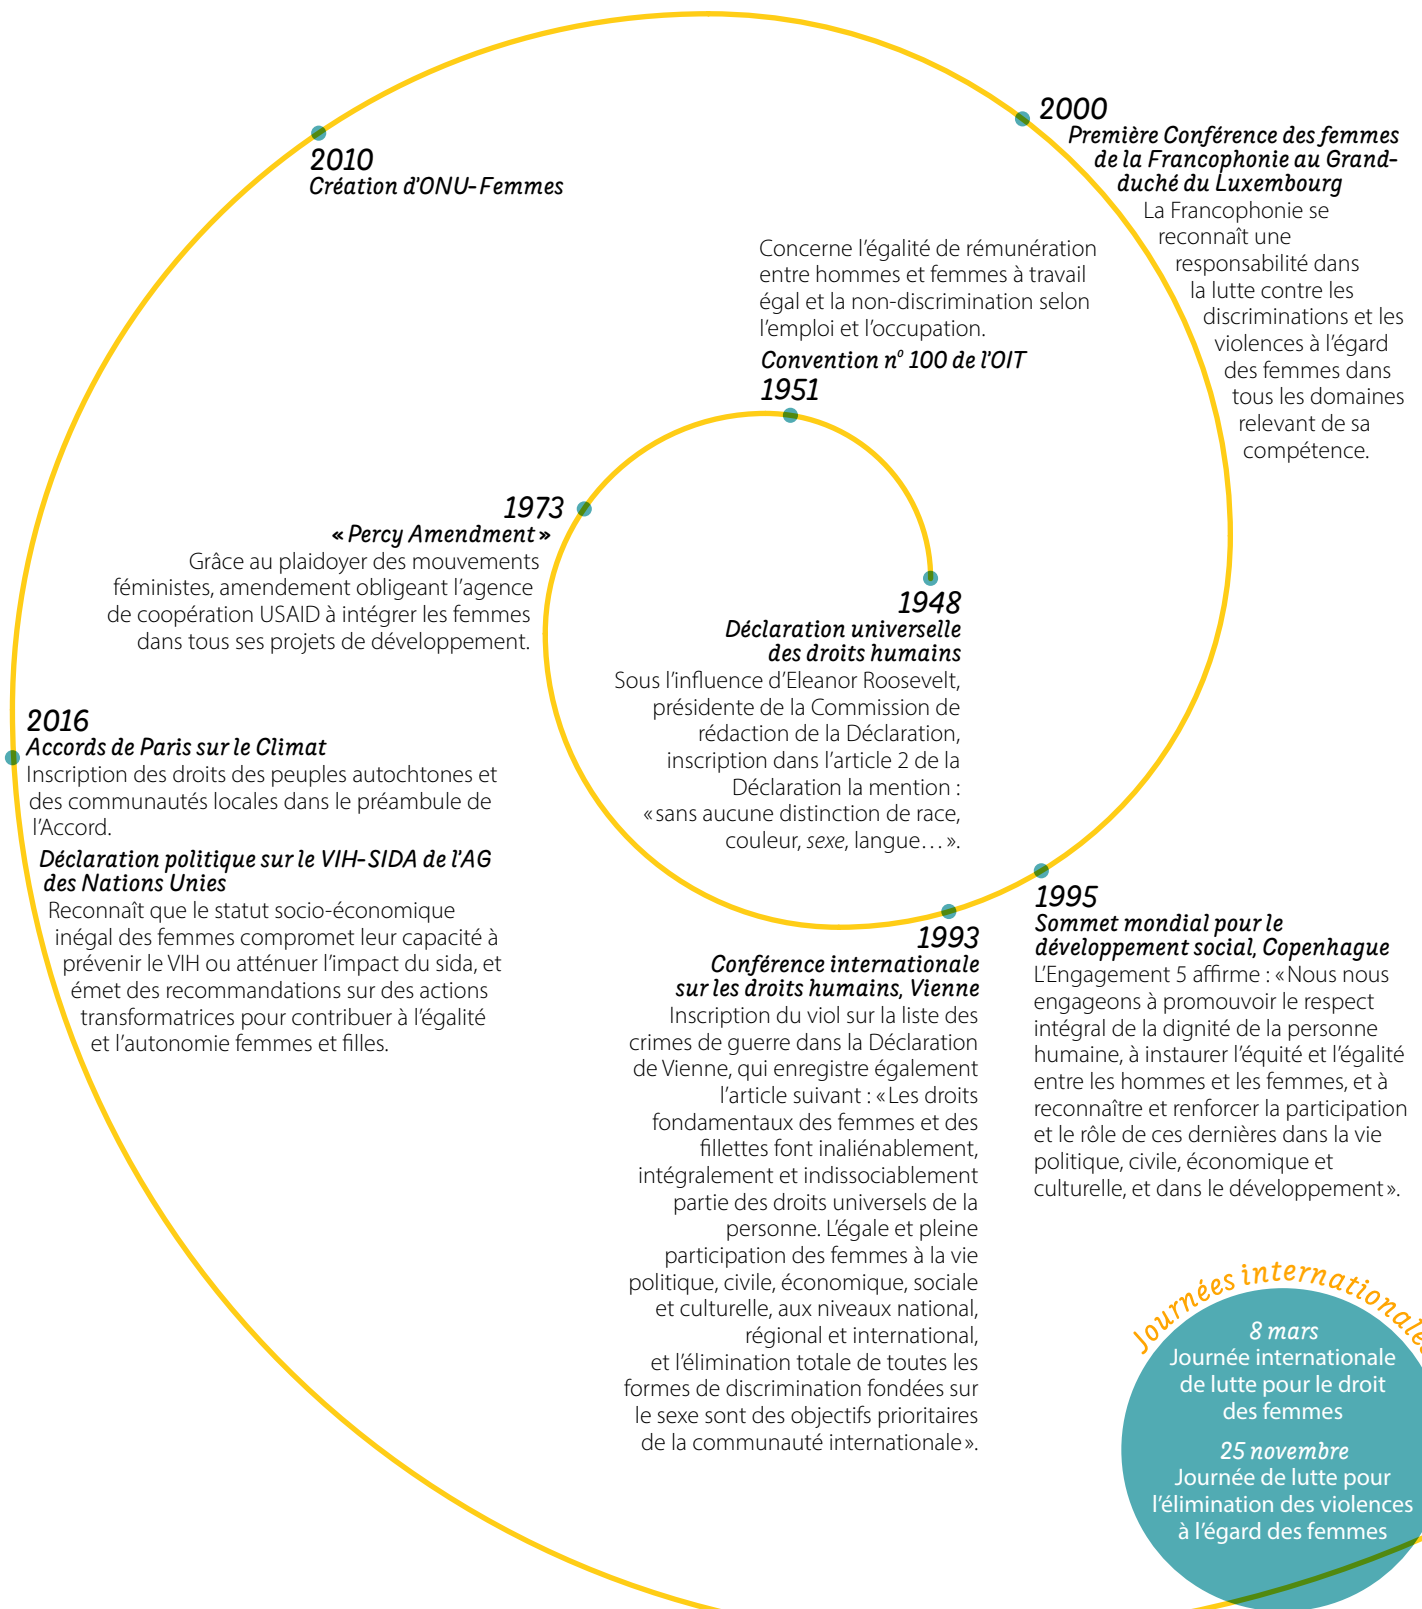 2010
Création d'ONU-Femmes
2000
Première Conférence des femmes
de la Francophonie au Grand-
duché du Luxembourg
La Francophonie se
reconnaît une
responsabilité dans
la lutte contre les
discriminations et les
violences à l'égard
des femmes dans
tous les domaines
relevant de sa
compétence.
Concerne l'égalité de rémunération
entre hommes et femmes à travail
égal et la non-discrimination selon
l'emploi et l'occupation.
Convention nº 100 de l'OIT
1951
1973
« Percy Amendment »
Grâce au plaidoyer des mouvements
féministes, amendement obligeant l'agence
de coopération USAID à intégrer les femmes
dans tous ses projets de développement.
1948
Déclaration universelle
des droits humains
Sous l'influence d'Eleanor Roosevelt,
présidente de la Commission de
rédaction de la Déclaration,
inscription dans l'article 2 de la
Déclaration la mention :
« sans aucune distinction de race,
couleur, sexe, langue… ».
2016
Accords de Paris sur le Climat
Inscription des droits des peuples autochtones et
des communautés locales dans le préambule de
l'Accord.
Déclaration politique sur le VIH-SIDA de l'AG
des Nations Unies
Reconnaît que le statut socio-économique
inégal des femmes compromet leur capacité à
prévenir le VIH ou atténuer l'impact du sida, et
émet des recommandations sur des actions
transformatrices pour contribuer à l'égalité
et l'autonomie femmes et filles.
1993
Conférence internationale
sur les droits humains, Vienne
Inscription du viol sur la liste des
crimes de guerre dans la Déclaration
de Vienne, qui enregistre également
l'article suivant : « Les droits
fondamentaux des femmes et des
fillettes font inaliénablement,
intégralement et indissociablement
partie des droits universels de la
personne. L'égale et pleine
participation des femmes à la vie
politique, civile, économique, sociale
et culturelle, aux niveaux national,
régional et international,
et l'élimination totale de toutes les
formes de discrimination fondées sur
le sexe sont des objectifs prioritaires
de la communauté internationale ».
1995
Sommet mondial pour le
développement social, Copenhague
L'Engagement 5 affirme : « Nous nous
engageons à promouvoir le respect
intégral de la dignité de la personne
humaine, à instaurer l'équité et l'égalité
entre les hommes et les femmes, et à
reconnaître et renforcer la participation
et le rôle de ces dernières dans la vie
politique, civile, économique et
culturelle, et dans le développement ».
Journées internationales
8 mars
Journée internationale
de lutte pour le droit
des femmes
25 novembre
Journée de lutte pour
l'élimination des violences
à l'égard des femmes